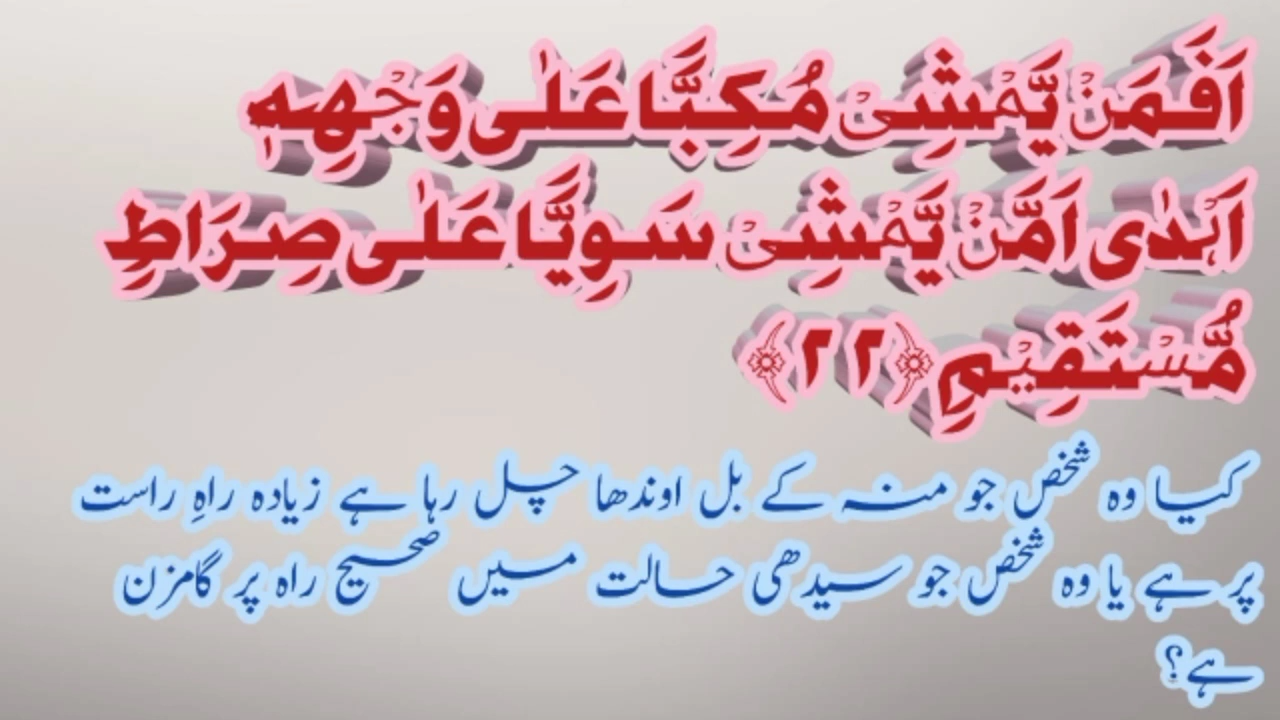 اَفَمَنۡ یَّمۡشِیۡ مُکِبًّا عَلٰی وَجۡہِہٖۤ
اَہۡدٰۤی اَمَّنۡ یَّمۡشِیۡ سَوِیًّا عَلٰی صِرَاطٍ
مُّسۡتَقِیۡمٍ ﴿۲۲﴾
کیا وہ شخص جو منہ کے بل اوندھا چل رہا ہے زیادہ راہِ راست
پر ہے یا وہ شخص جو سیدھی حالت میں صحیح راہ پر گامزن
ہے؟